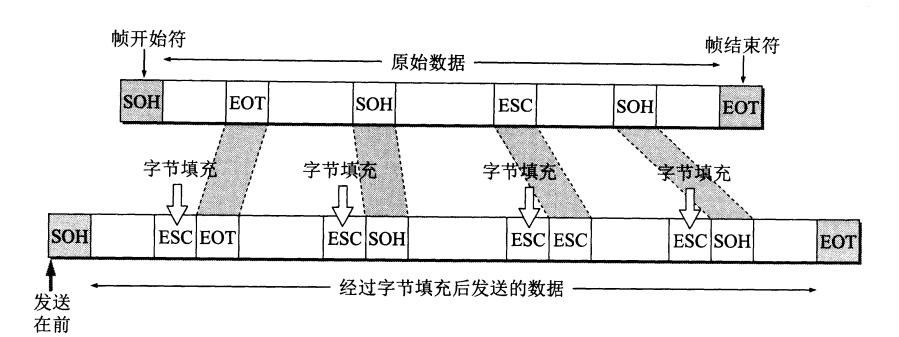 帧开始符
原始数据
帧结束符
SOH EOT SOH ESC SOH EOT
字节填充 字节填充 字节填充 字节填充
SOH ESC EOT ESC SOH ESC ESC ESC SOH EOT
经过字节填充后发送的数据
发送
在前